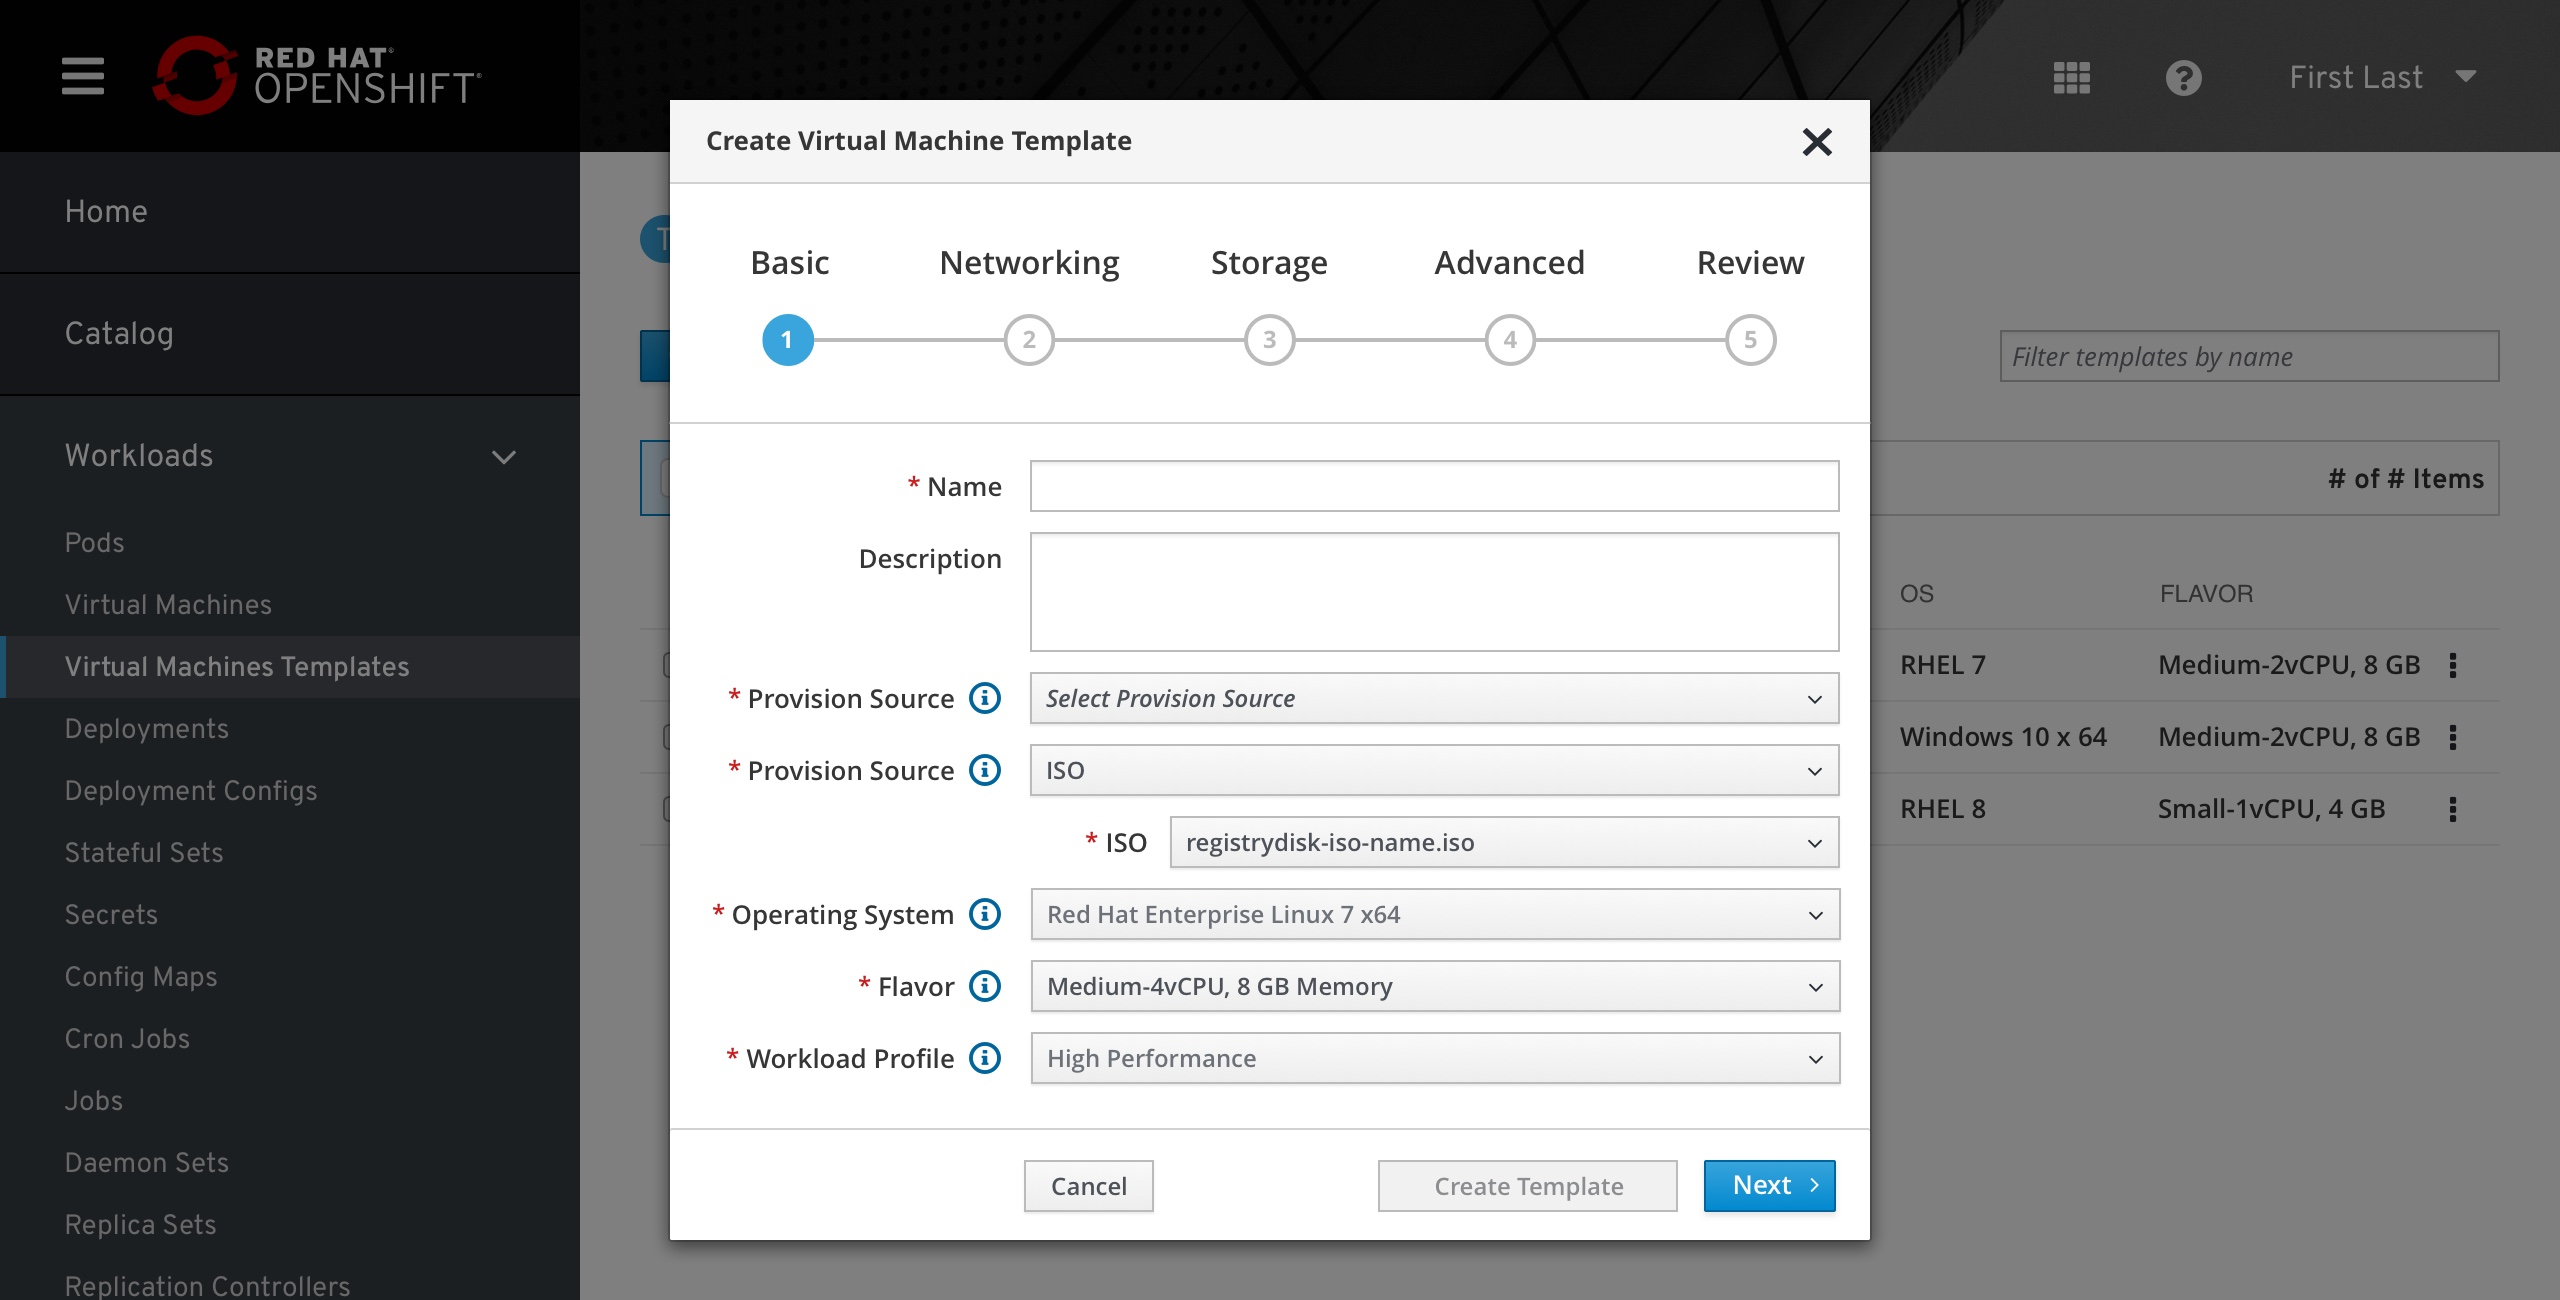 RED HAT®
OPENSHIFT®
First Last
Create Virtual Machine Template
Home
Catalog
Workloads
Pods
Virtual Machines
Virtual Machines Templates
Deployments
Deployment Configs
Stateful Sets
Secrets
Config Maps
Cron Jobs
Jobs
Daemon Sets
Replica Sets
Replication Controllers
T
Basic
Networking
Storage
Advanced
Review
1
2
3
4
5
* Name
Description
* Provision Source
Select Provision Source
* Provision Source
ISO
* ISO
registrydisk-iso-name.iso
* Operating System
Red Hat Enterprise Linux 7 x64
* Flavor
Medium-4vCPU, 8 GB Memory
* Workload Profile
High Performance
Cancel
Create Template
Next
Filter templates by name
# of # Items
OS FLAVOR
RHEL 7 Medium-2vCPU, 8 GB
Windows 10 x 64 Medium-2vCPU, 8 GB
RHEL 8 Small-1vCPU, 4 GB